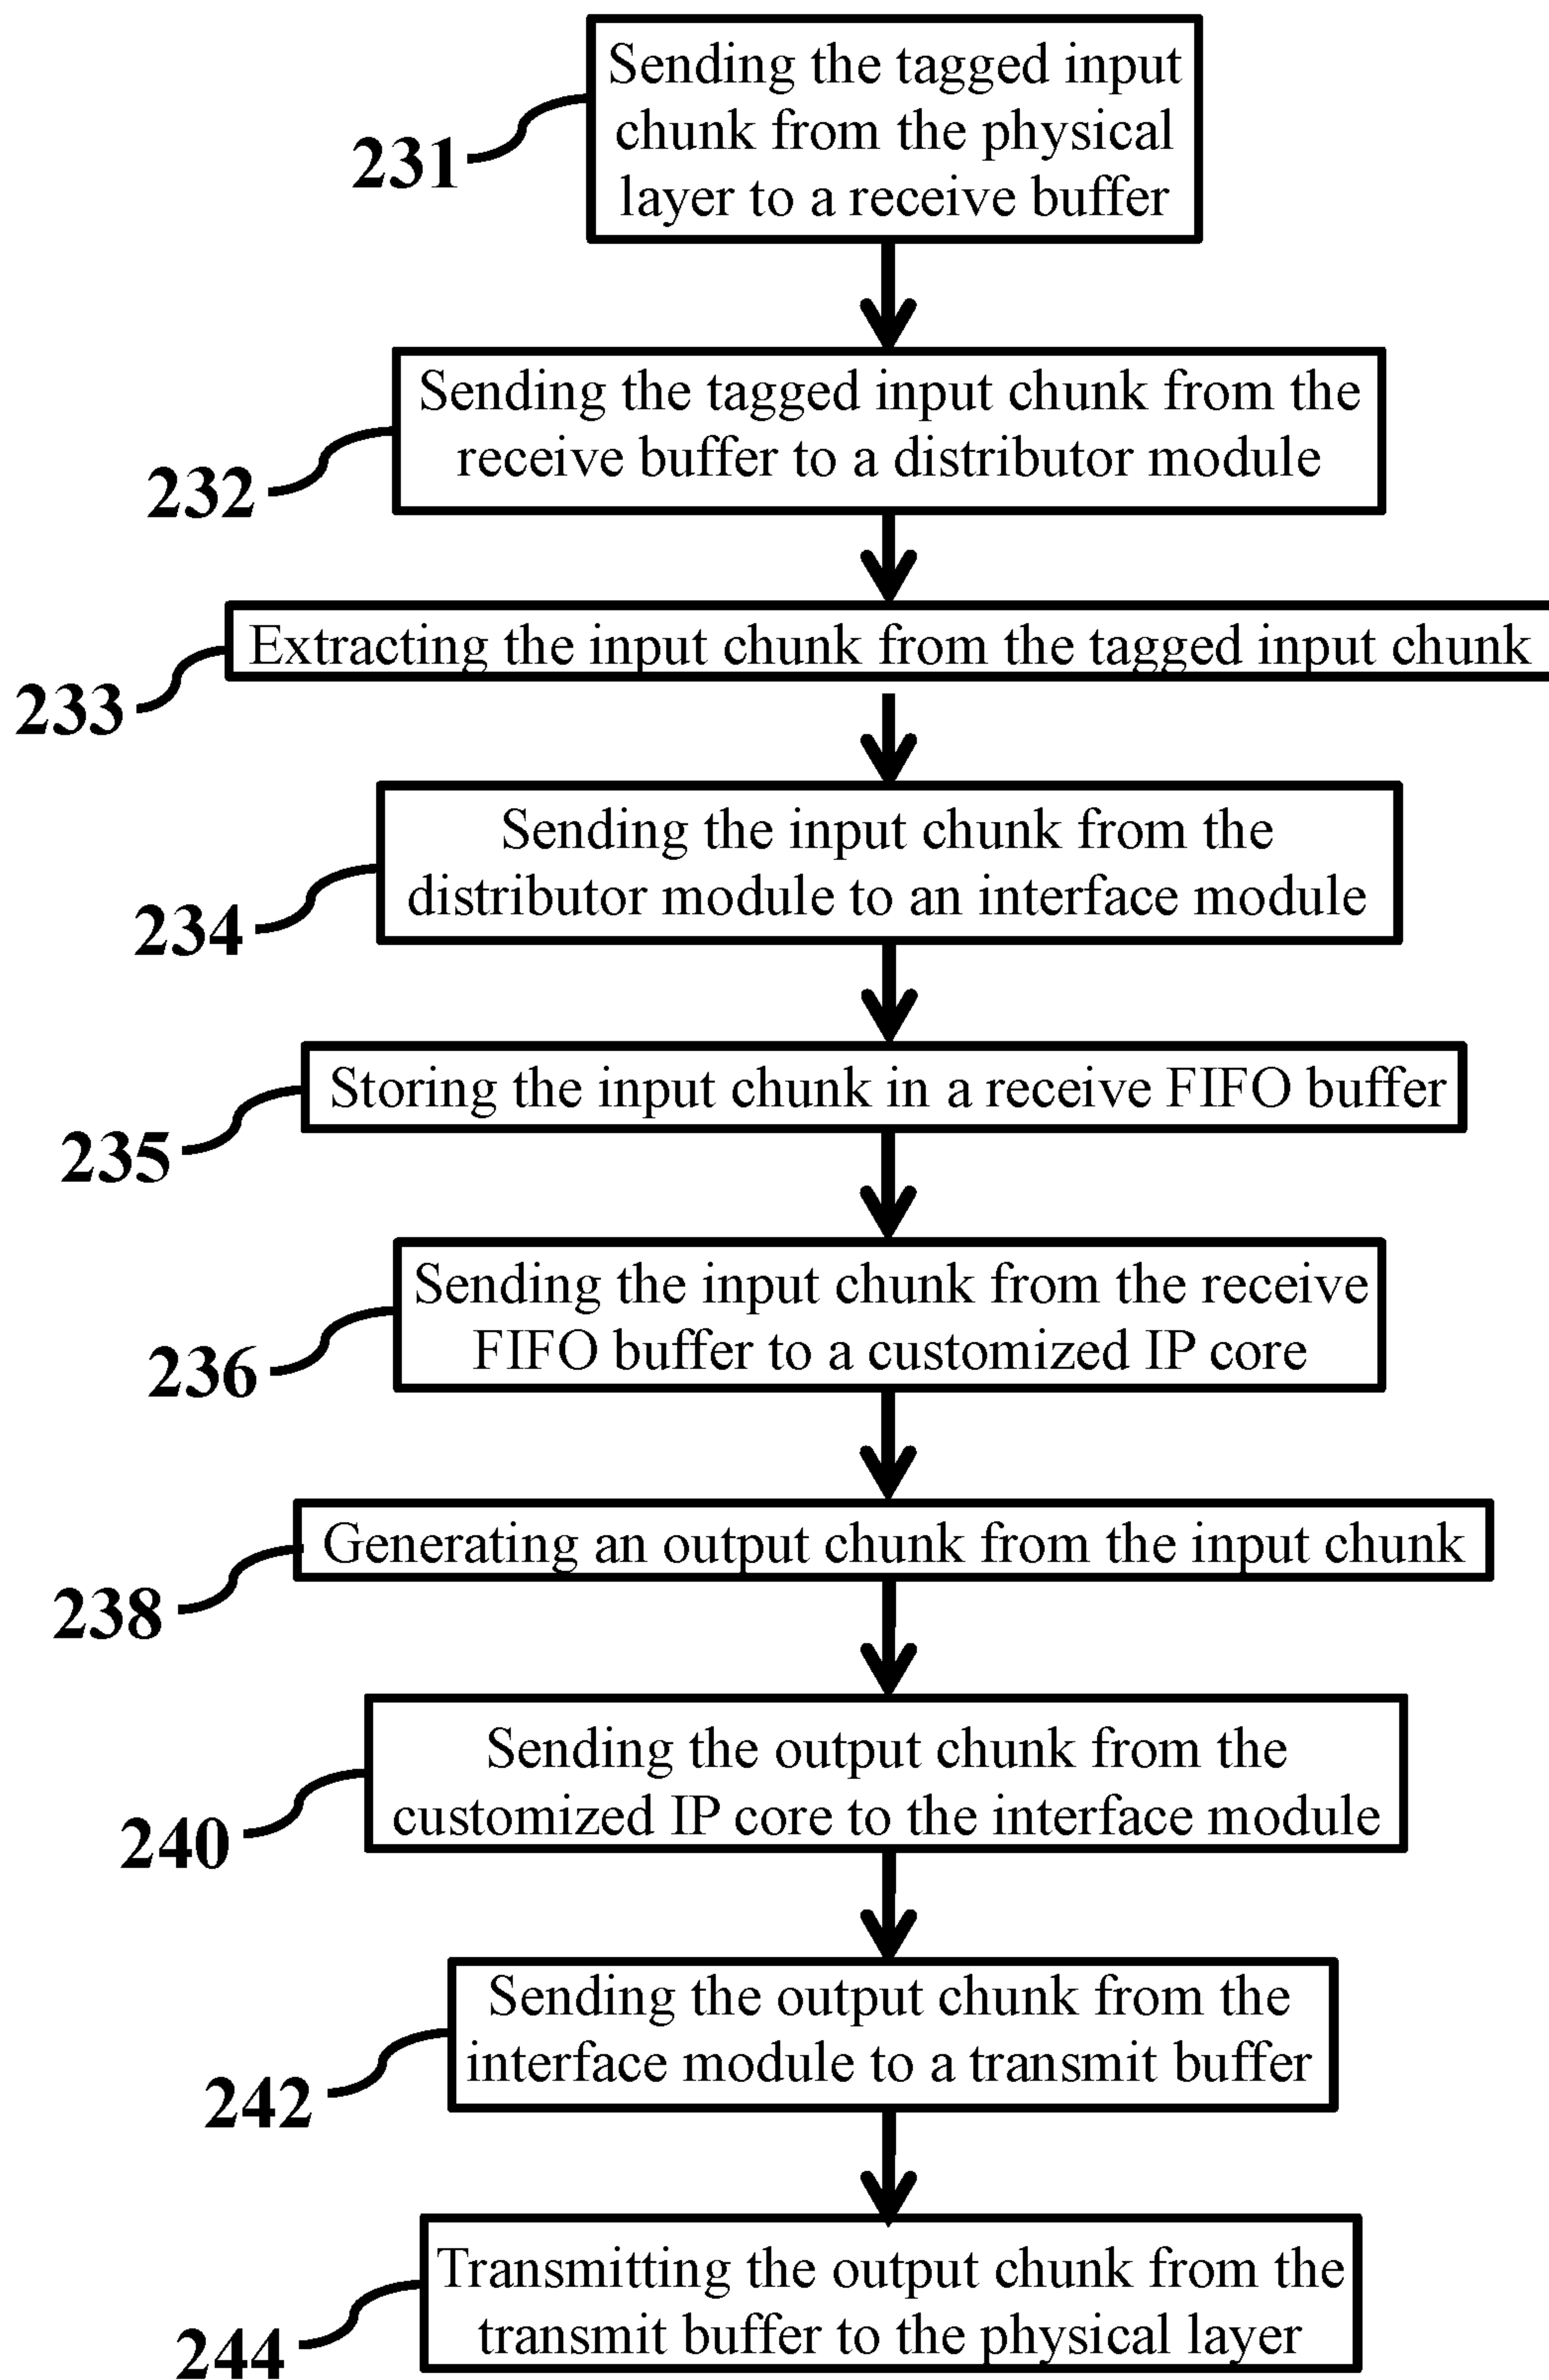 Sending the tagged input
chunk from the physical
layer to a receive buffer
231
Sending the tagged input chunk from the
receive buffer to a distributor module
232
Extracting the input chunk from the tagged input chunk
233
Sending the input chunk from the
distributor module to an interface module
234
Storing the input chunk in a receive FIFO buffer
235
Sending the input chunk from the receive
FIFO buffer to a customized IP core
236
Generating an output chunk from the input chunk
238
Sending the output chunk from the
customized IP core to the interface module
240
Sending the output chunk from the
interface module to a transmit buffer
242
Transmitting the output chunk from the
transmit buffer to the physical layer
244